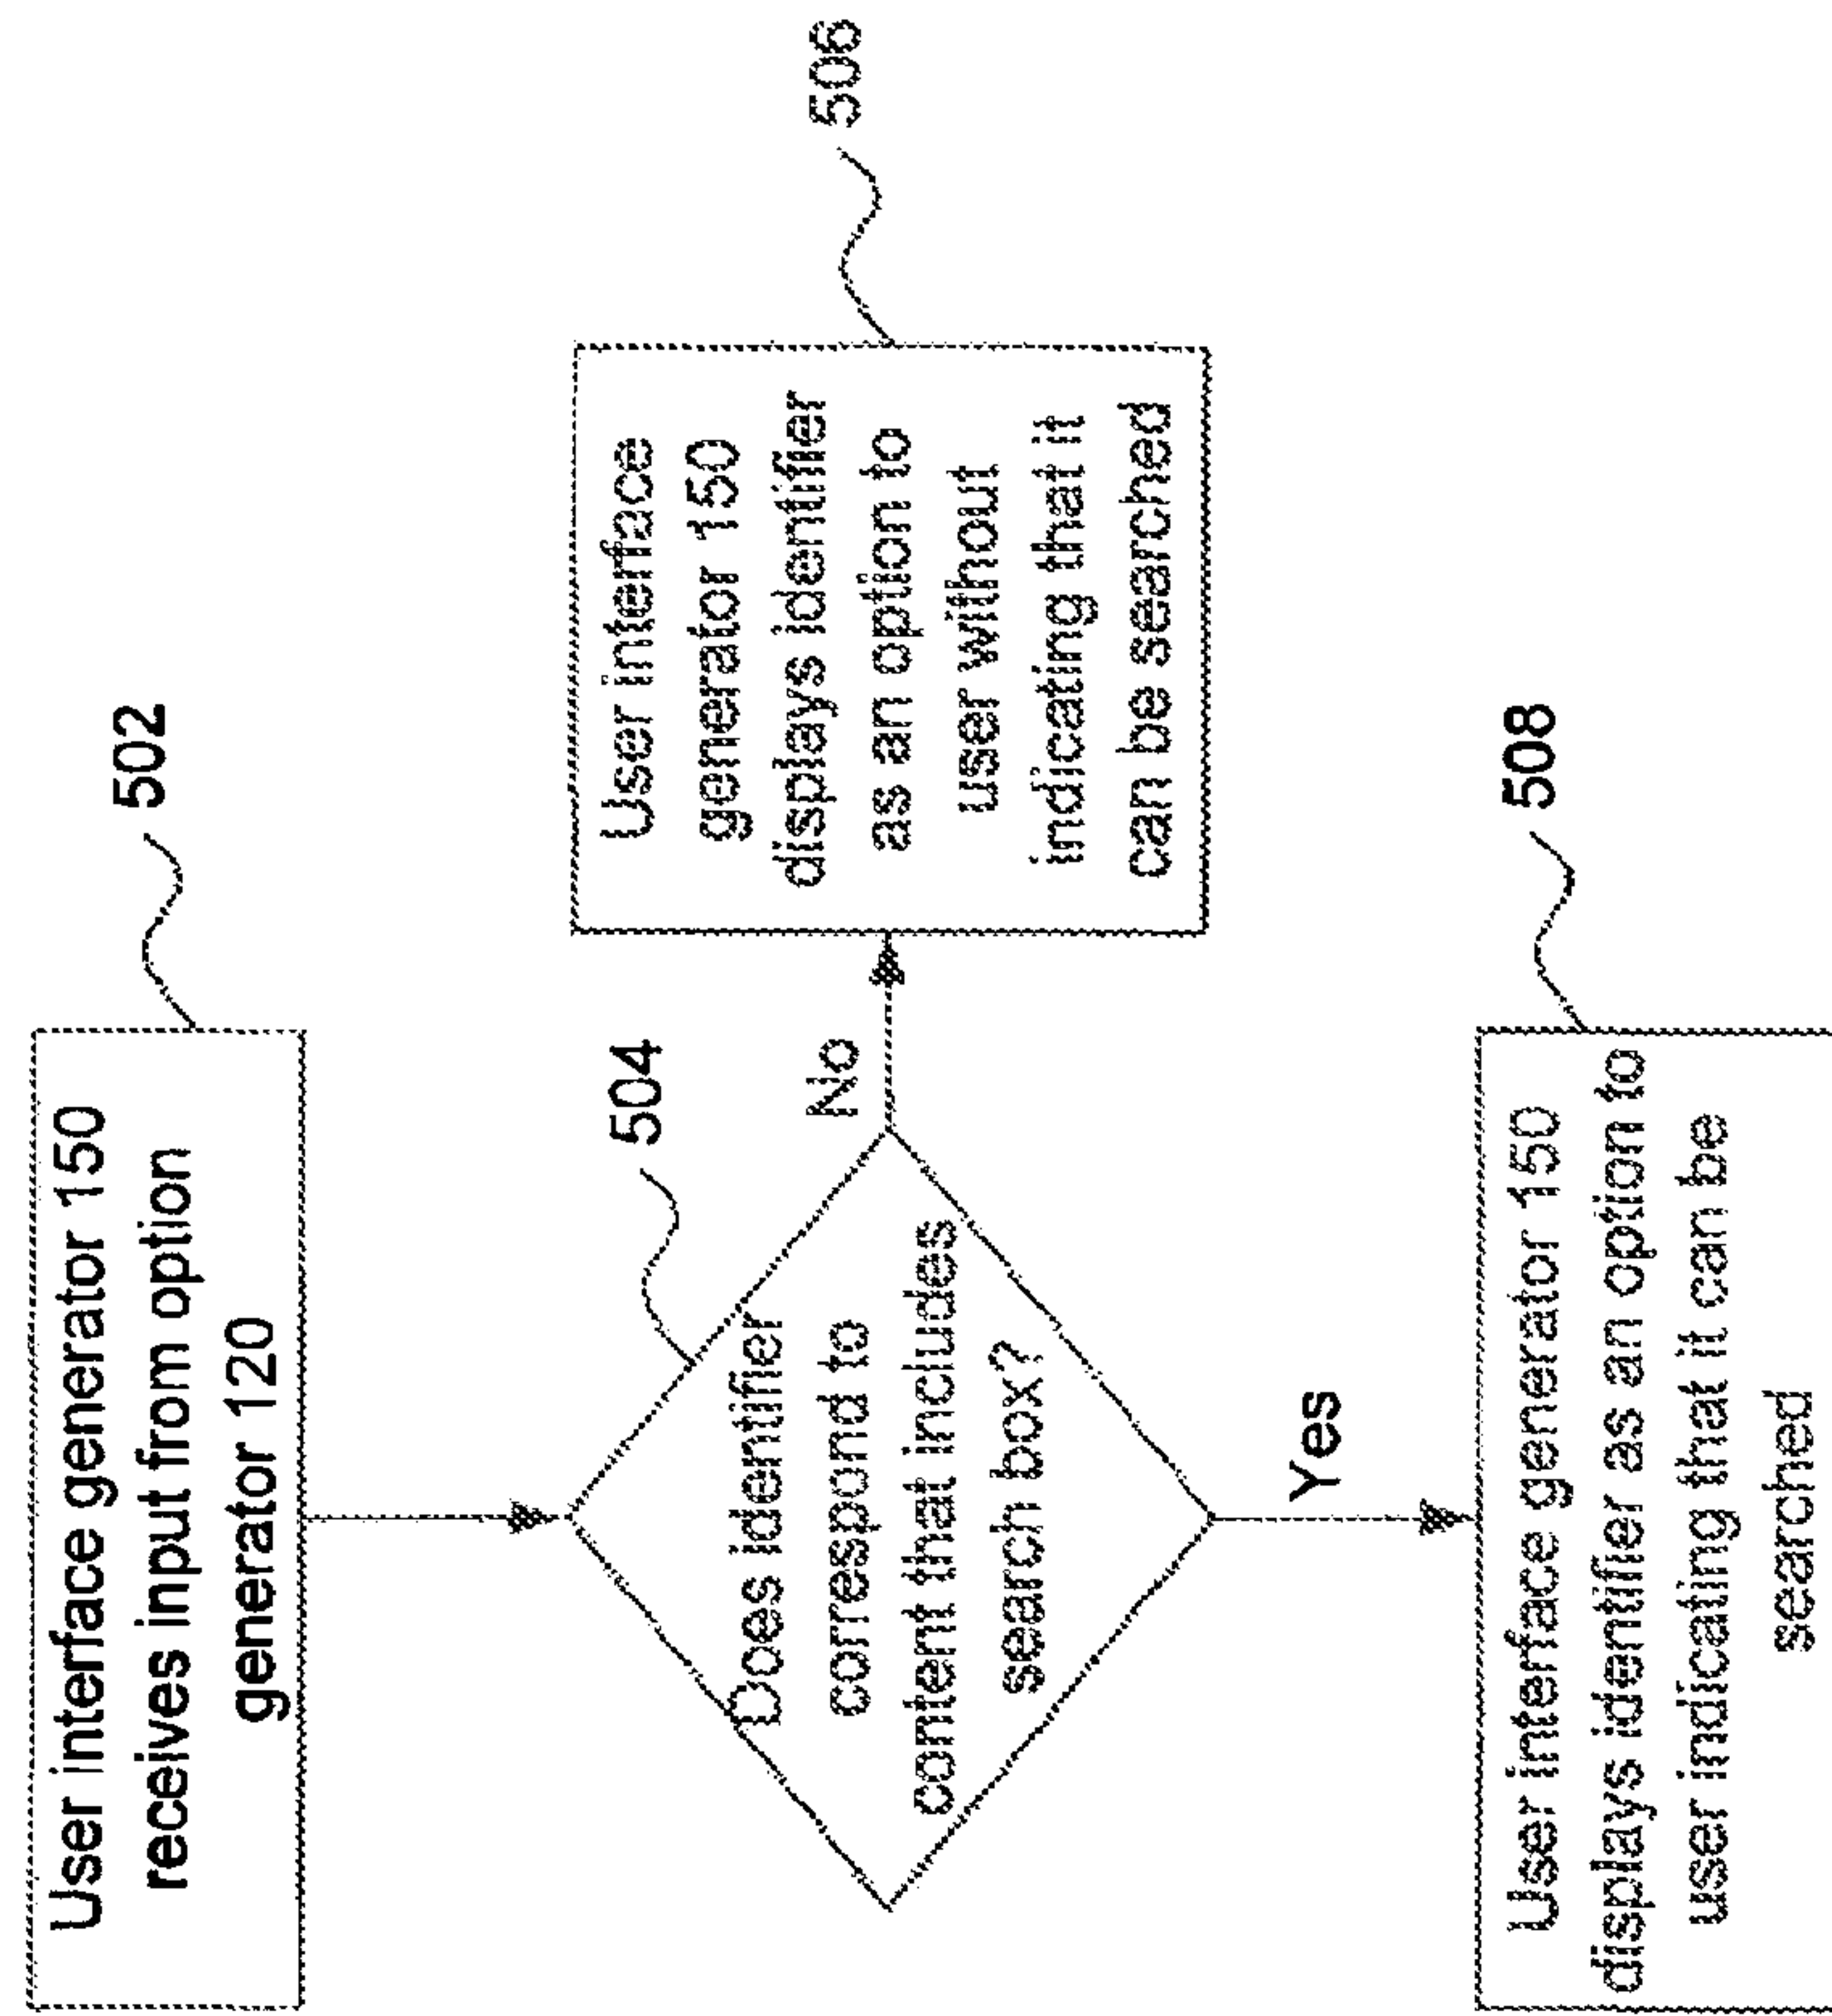 User interface generator 150
receives input from option
generator 120
502
Does identifier
correspond to
content that includes
search box?
504
No
User interface
generator 150
displays identifier
as an option to
user without
indicating that it
can be searched
506
Yes
User interface generator 150
displays identifier as an option to
user indicating that it can be
searched
508